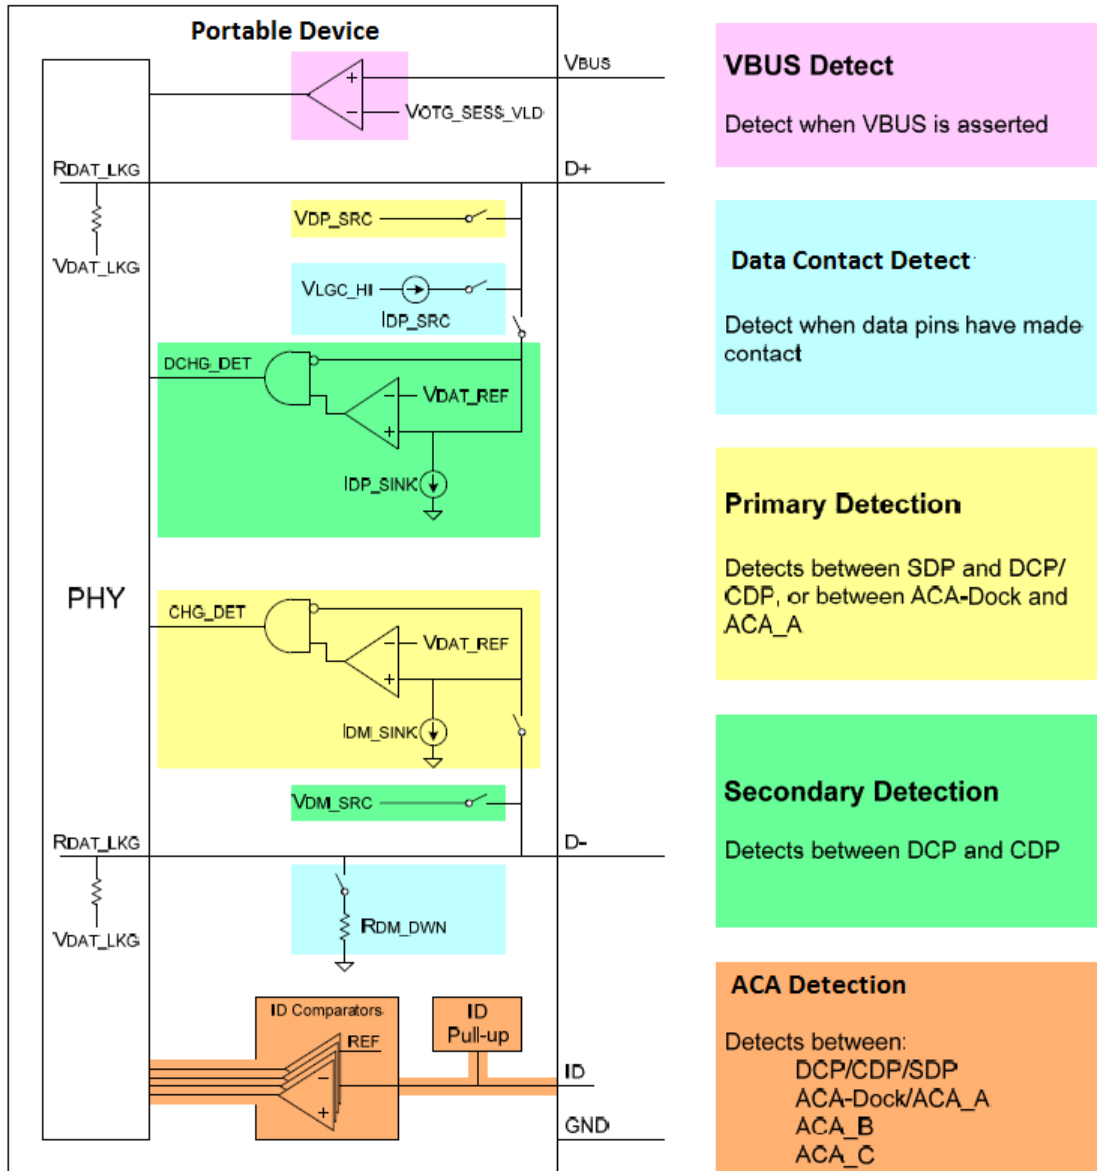 Portable Device
VBUS
VOTG_SESS_VLD
RDAT_LKG
D+
VDP_SRC
VDAT_LKG
VLGC_HI
IDP_SRC
DCHG_DET
VDAT_REF
IDP_SINK
PHY
CHG_DET
VDAT_REF
IDM_SINK
VDM_SRC
RDAT_LKG
D-
RDM_DWN
VDAT_LKG
ID Comparators
REF
ID
Pull-up
ID
GND
VBUS Detect
Detect when VBUS is asserted
Data Contact Detect
Detect when data pins have made
contact
Primary Detection
Detects between SDP and DCP/
CDP, or between ACA-Dock and
ACA_A
Secondary Detection
Detects between DCP and CDP
ACA Detection
Detects between:
DCP/CDP/SDP
ACA-Dock/ACA_A
ACA_B
ACA_C